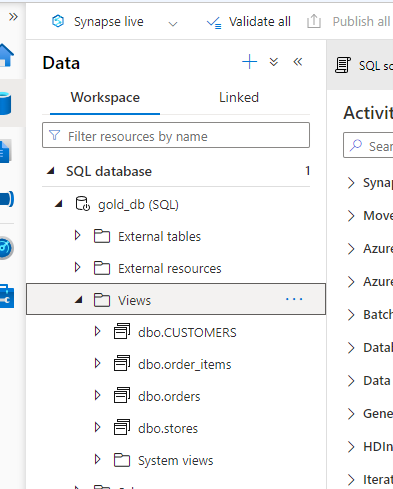 Synapse live
Validate all
Publish all
Data
Workspace
Linked
Filter resources by name
SQL database
1
gold_db (SQL)
External tables
External resources
Views
dbo.CUSTOMERS
dbo.order_items
dbo.orders
dbo.stores
System views
SQL sc
Activit
Sear
Synap
Move
Azure
Azure
Batch
Datal
Data
Gene
HDIn
Iterat